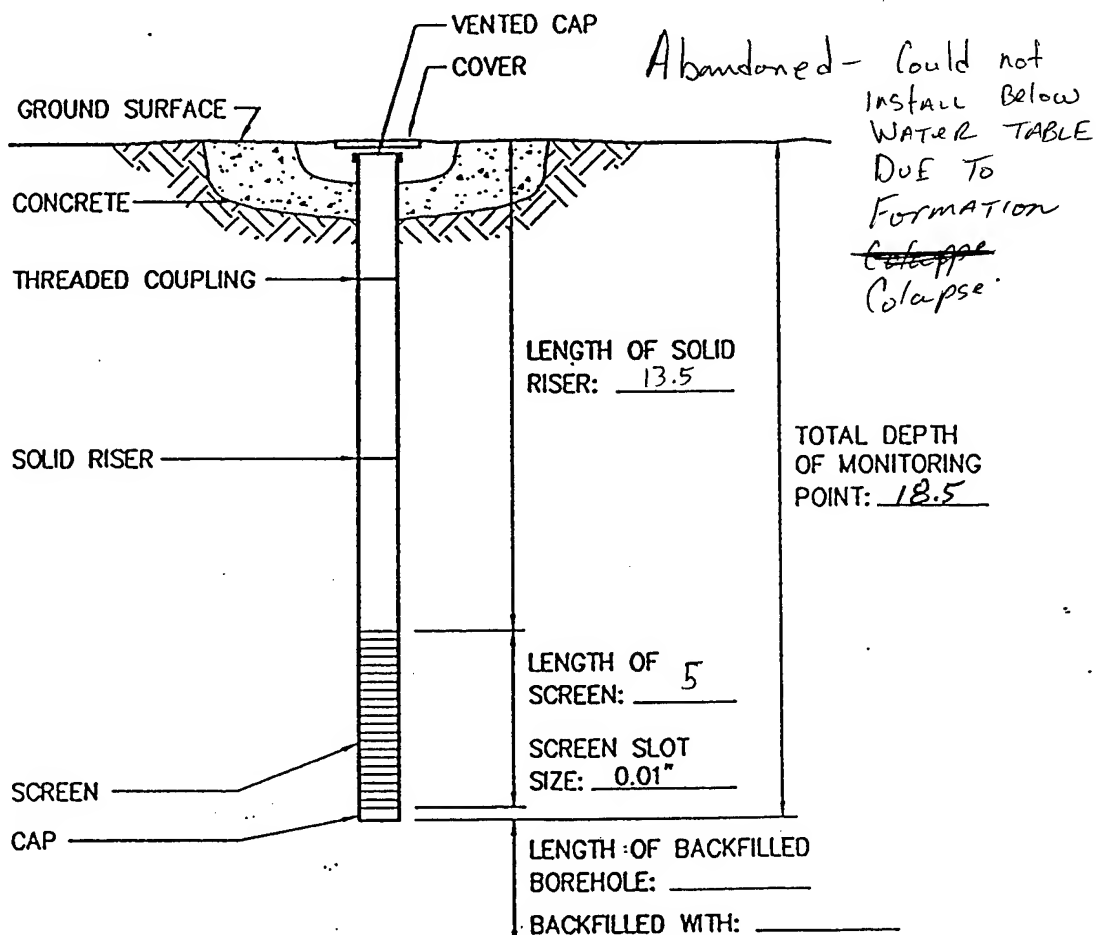 VENTED CAP
COVER
Abandoned - Could not
Install Below
WATER TABLE
DUE TO
FORMATION
Colappse
Colapse.
GROUND SURFACE
CONCRETE
THREADED COUPLING
LENGTH OF SOLID
RISER: 13.5
SOLID RISER
TOTAL DEPTH
OF MONITORING
POINT: 18.5
LENGTH OF
SCREEN: 5
SCREEN SLOT
SIZE: 0.01"
SCREEN
CAP
LENGTH OF BACKFILLED
BOREHOLE:
BACKFILLED WITH: